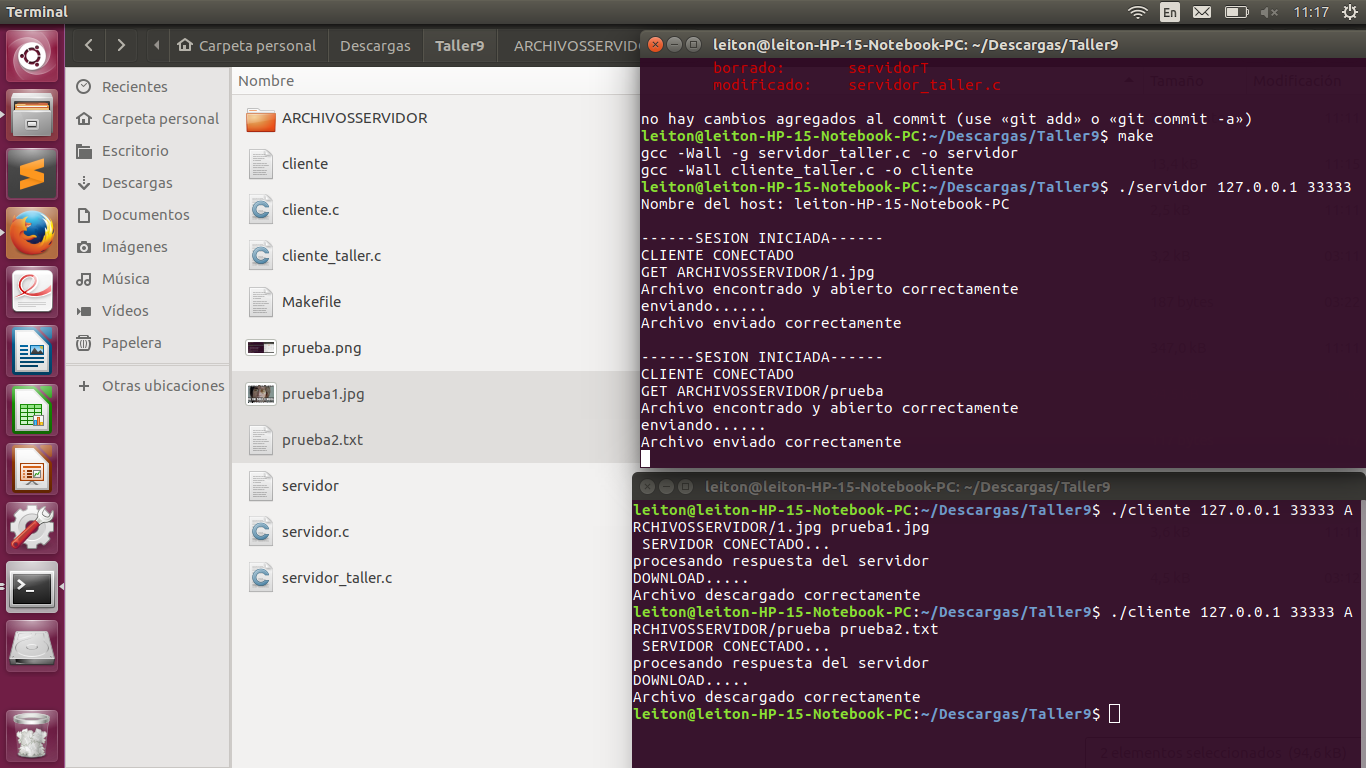 Terminal
En
11:17
Carpeta personal
Descargas
Taller9
ARCHIVOSSERVIDO
Recientes
Carpeta personal
Escritorio
Descargas
Documentos
Imágenes
Música
Vídeos
Papelera
Otras ubicaciones
Nombre
ARCHIVOSSERVIDOR
cliente
cliente.c
cliente_taller.c
Makefile
prueba.png
prueba1.jpg
prueba2.txt
servidor
servidor.c
servidor_taller.c
leiton@leiton-HP-15-Notebook-PC: ~/Descargas/Taller9
Tamaño
Modificación
borrado: servidorT
modificado: servidor_taller.c
no hay cambios agregados al commit (use «git add» o «git commit -a»)
leiton@leiton-HP-15-Notebook-PC:~/Descargas/Taller9$ make
gcc -Wall -g servidor_taller.c -o servidor
gcc -Wall cliente_taller.c -o cliente
leiton@leiton-HP-15-Notebook-PC:~/Descargas/Taller9$ ./servidor 127.0.0.1 33333
Nombre del host: leiton-HP-15-Notebook-PC
------SESION INICIADA------
CLIENTE CONECTADO
GET ARCHIVOSSERVIDOR/1.jpg
Archivo encontrado y abierto correctamente
enviando......
Archivo enviado correctamente
------SESION INICIADA------
CLIENTE CONECTADO
GET ARCHIVOSSERVIDOR/prueba
Archivo encontrado y abierto correctamente
enviando......
Archivo enviado correctamente
leiton@leiton-HP-15-Notebook-PC: ~/Descargas/Taller9
leiton@leiton-HP-15-Notebook-PC:~/Descargas/Taller9$ ./cliente 127.0.0.1 33333 A
RCHIVOSSERVIDOR/1.jpg prueba1.jpg
SERVIDOR CONECTADO...
procesando respuesta del servidor
DOWNLOAD.....
Archivo descargado correctamente
leiton@leiton-HP-15-Notebook-PC:~/Descargas/Taller9$ ./cliente 127.0.0.1 33333 A
RCHIVOSSERVIDOR/prueba prueba2.txt
SERVIDOR CONECTADO...
procesando respuesta del servidor
DOWNLOAD.....
Archivo descargado correctamente
leiton@leiton-HP-15-Notebook-PC:~/Descargas/Taller9$
2 elementos seleccionados (94,6 kB)